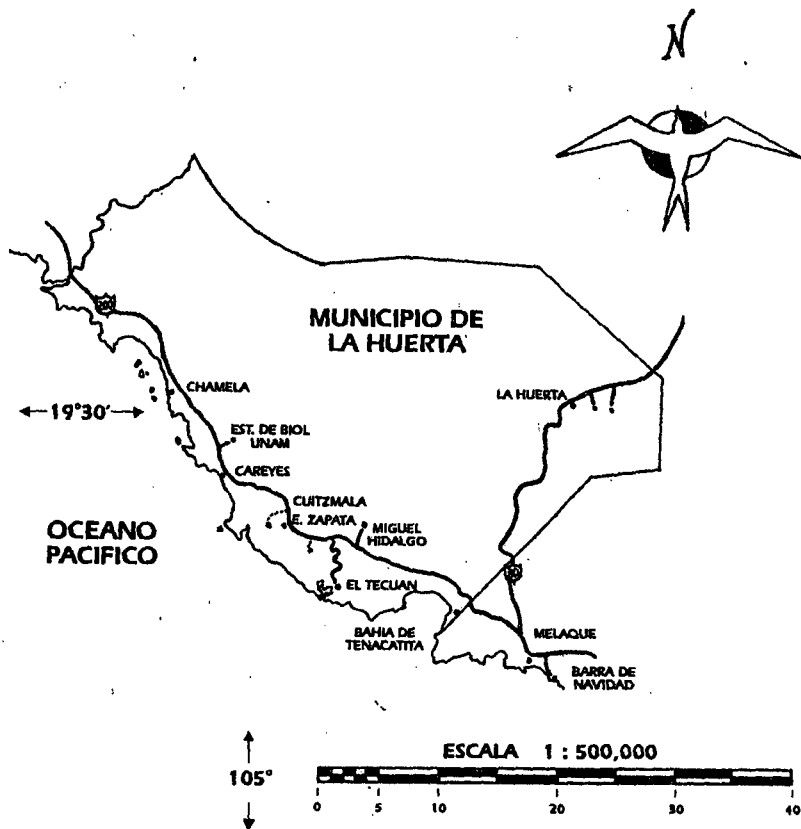 N
MUNICIPIO DE
LA HUERTA
LA HUERTA
200
CHAMELA
19°30'
EST. DE BIOL
UNAM
CAREYES
CUITZMALA
E. ZAPATA
MIGUEL
HIDALGO
OCEANO
PACIFICO
EL TECUAN
BAHIA DE
TENACATITA
MELAQUE
BARRA DE
NAVIDAD
ESCALA 1 : 500,000
105°
0 5 10 20 30 40